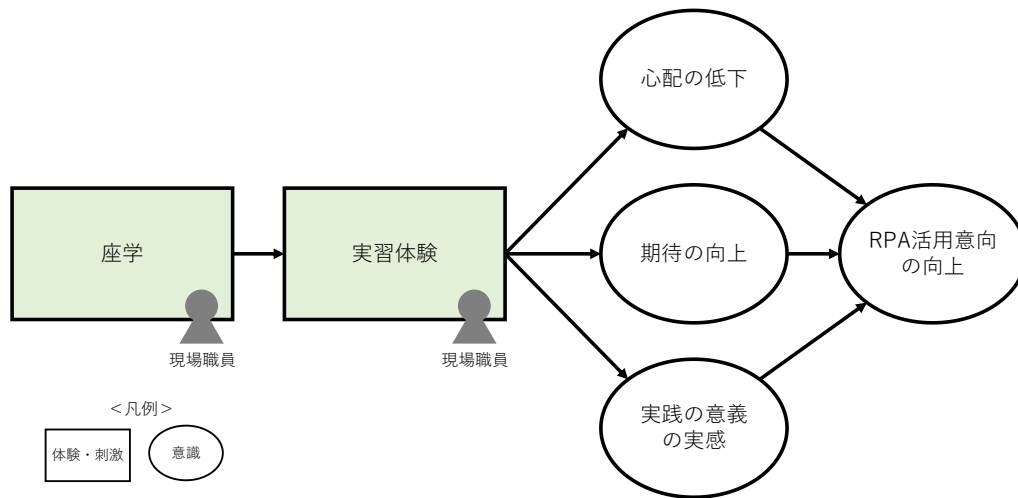 座学
現場職員
実習体験
現場職員
心配の低下
期待の向上
実践の意義
の実感
RPA活用意向
の向上
＜凡例＞
体験・刺激
意識